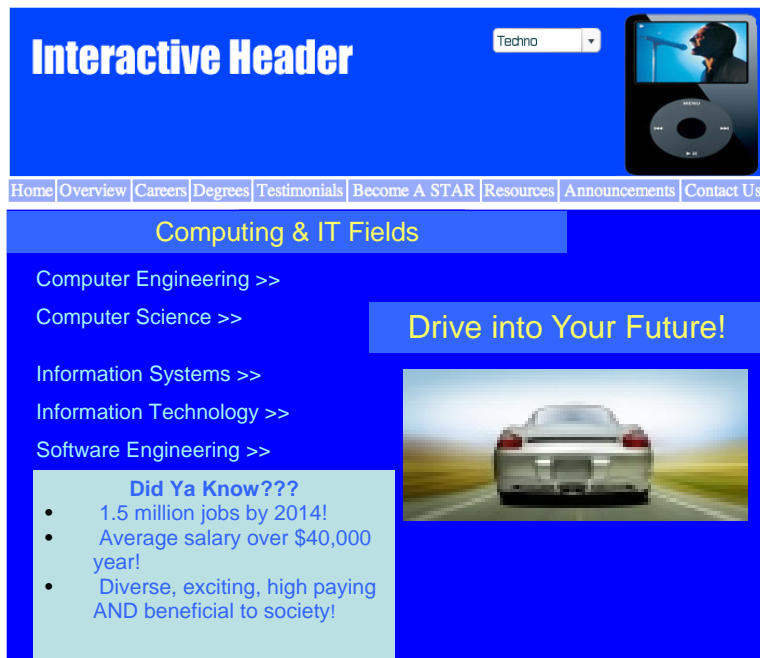 Interactive Header
Techno
MENU
Home Overview Careers Degrees Testimonials Become A STAR Resources Announcements Contact Us
Computing & IT Fields
Computer Engineering >>
Computer Science >>
Drive into Your Future!
Information Systems >>
Information Technology >>
Software Engineering >>
Did Ya Know???
• 1.5 million jobs by 2014!
• Average salary over $40,000
year!
• Diverse, exciting, high paying
AND beneficial to society!